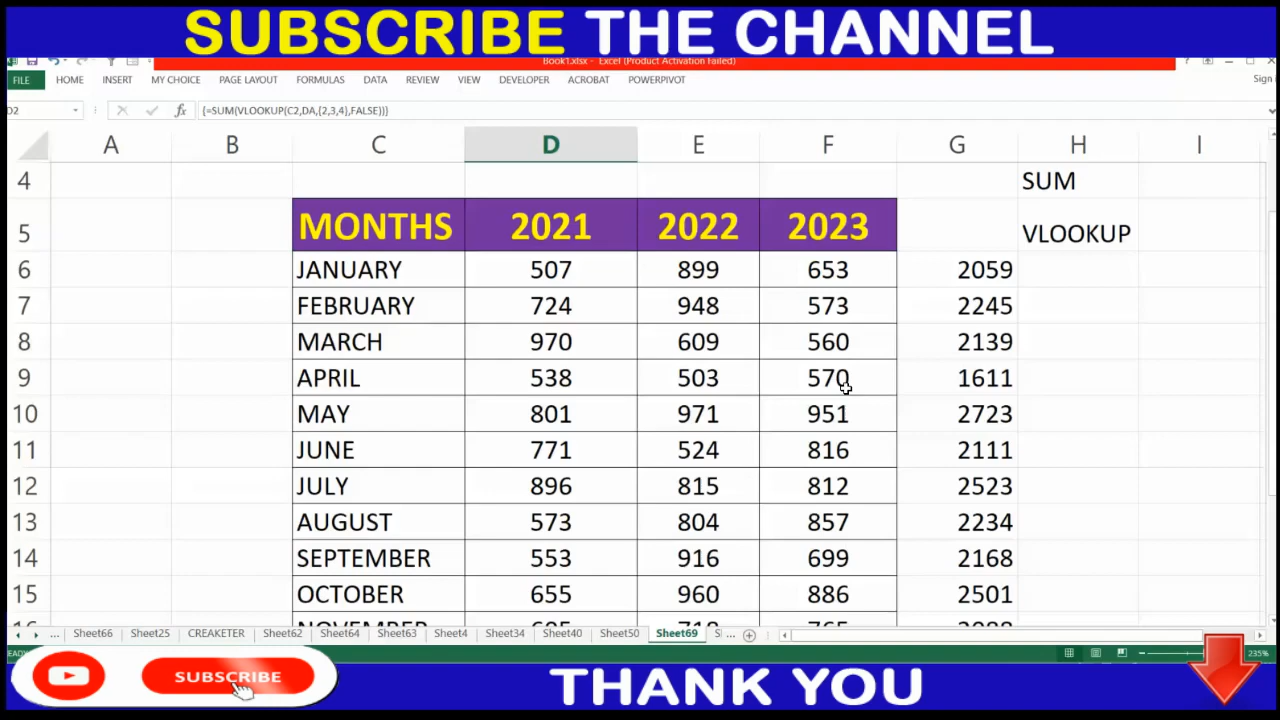 SUBSCRIBE THE CHANNEL
Book1.xlsx - Excel (Product Activation Failed)
FILE HOME INSERT MY CHOICE PAGE LAYOUT FORMULAS DATA REVIEW VIEW DEVELOPER ACROBAT POWERPIVOT Sign
D2 fx {=SUM(VLOOKUP(C2,DA,{2,3,4},FALSE))}
A B C D E F G H I
4 SUM
5 MONTHS 2021 2022 2023 VLOOKUP
6 JANUARY 507 899 653 2059
7 FEBRUARY 724 948 573 2245
8 MARCH 970 609 560 2139
9 APRIL 538 503 570 1611
10 MAY 801 971 951 2723
11 JUNE 771 524 816 2111
12 JULY 896 815 812 2523
13 AUGUST 573 804 857 2234
14 SEPTEMBER 553 916 699 2168
15 OCTOBER 655 960 886 2501
NOVEMBER
... Sheet66 Sheet25 CREAKETER Sheet62 Sheet64 Sheet63 Sheet4 Sheet34 Sheet40 Sheet50 Sheet69 S ...
235%
SUBSCRIBE
THANK YOU